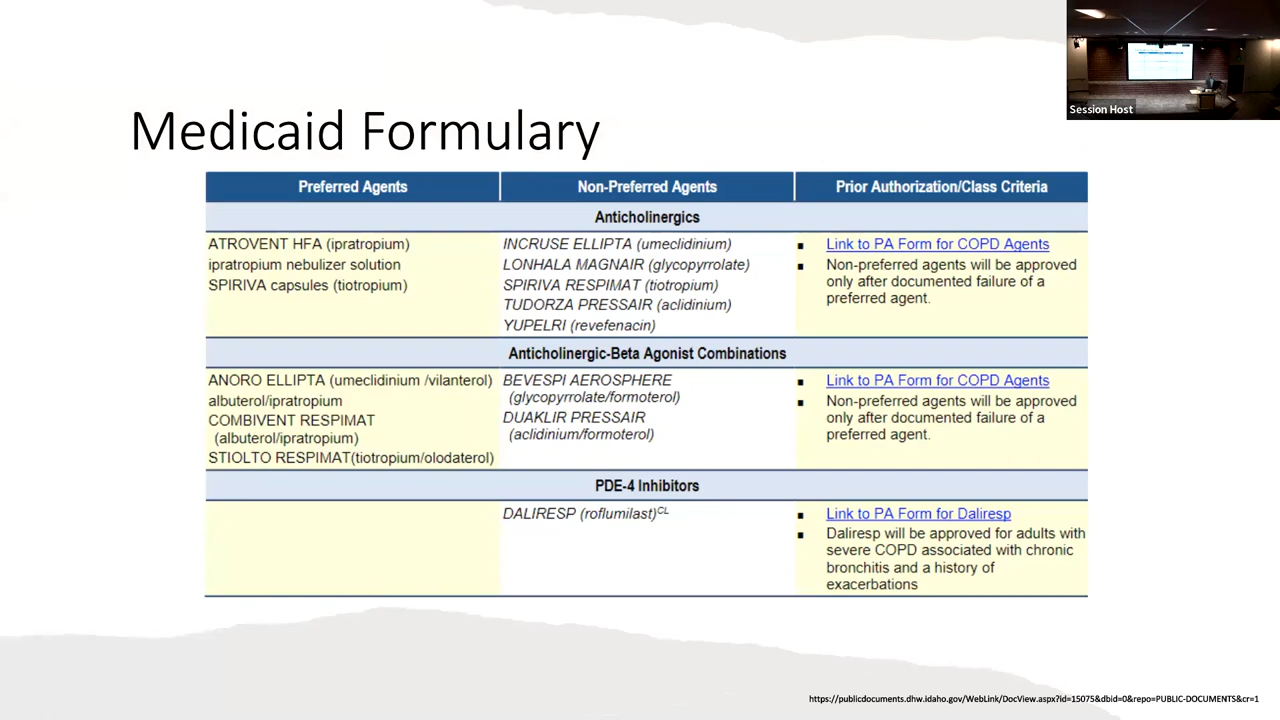 Session Host
Medicaid Formulary
Preferred Agents
Non-Preferred Agents
Prior Authorization/Class Criteria
Anticholinergics
ATROVENT HFA (ipratropium)
ipratropium nebulizer solution
SPIRIVA capsules (tiotropium)
INCRUSE ELLIPTA (umeclidinium)
LONHALA MAGNAIR (glycopyrrolate)
SPIRIVA RESPIMAT (tiotropium)
TUDORZA PRESSAIR (aclidinium)
YUPELRI (revefenacin)
▪ Link to PA Form for COPD Agents
▪ Non-preferred agents will be approved
only after documented failure of a
preferred agent.
Anticholinergic-Beta Agonist Combinations
ANORO ELLIPTA (umeclidinium /vilanterol)
albuterol/ipratropium
COMBIVENT RESPIMAT
(albuterol/ipratropium)
STIOLTO RESPIMAT(tiotropium/olodaterol)
BEVESPI AEROSPHERE
(glycopyrrolate/formoterol)
DUAKLIR PRESSAIR
(aclidinium/formoterol)
▪ Link to PA Form for COPD Agents
▪ Non-preferred agents will be approved
only after documented failure of a
preferred agent.
PDE-4 Inhibitors
DALIRESP (roflumilast)CL
▪ Link to PA Form for Daliresp
▪ Daliresp will be approved for adults with
severe COPD associated with chronic
bronchitis and a history of
exacerbations
https://publicdocuments.dhw.idaho.gov/WebLink/DocView.aspx?id=15075&dbid=0&repo=PUBLIC-DOCUMENTS&cr=1